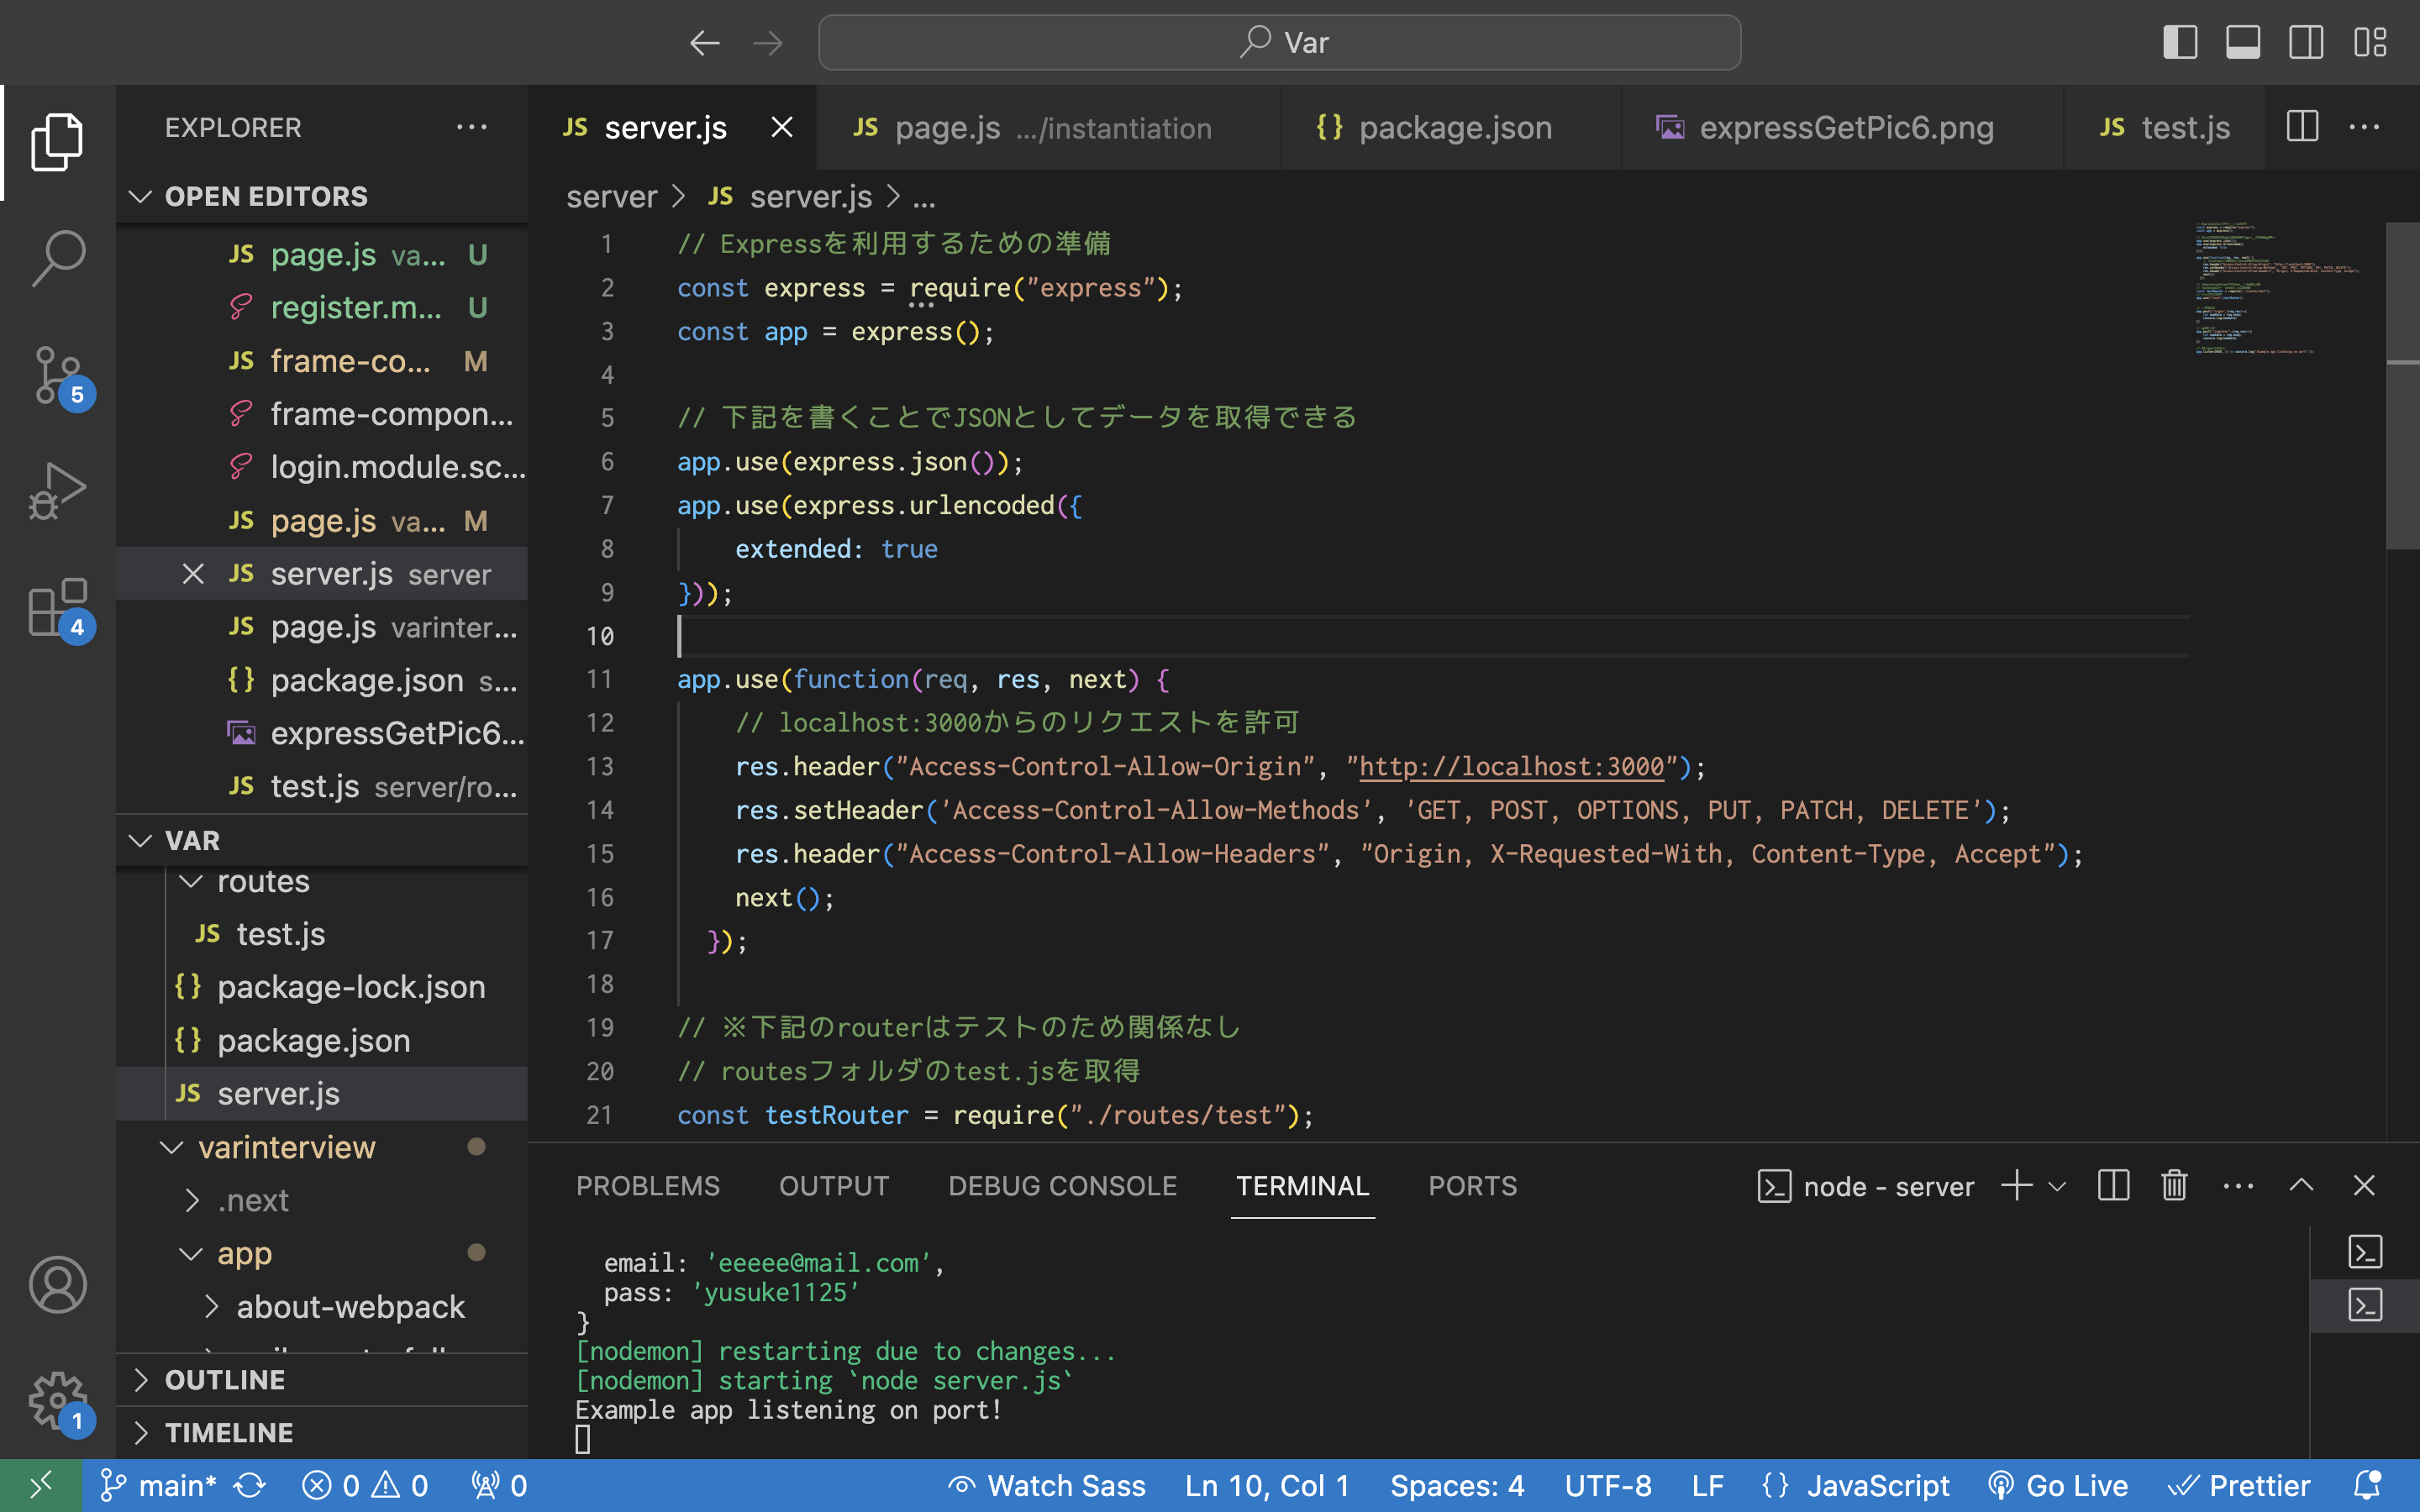 Var
EXPLORER
OPEN EDITORS
JS page.js va... U
register.m... U
JS frame-co... M
frame-compon...
login.module.sc...
JS page.js va... M
JS server.js server
JS page.js varinter...
{} package.json s...
expressGetPic6...
JS test.js server/ro...
VAR
routes
JS test.js
{} package-lock.json
{} package.json
JS server.js
varinterview
.next
app
about-webpack
OUTLINE
TIMELINE
5
4
1
JS server.js
JS page.js .../instantiation
{} package.json
expressGetPic6.png
JS test.js
server > JS server.js > ...
1 // Expressを利用するための準備
2 const express = require("express");
3 const app = express();
4
5 // 下記を書くことでJSONとしてデータを取得できる
6 app.use(express.json());
7 app.use(express.urlencoded({
8 extended: true
9 }));
10
11 app.use(function(req, res, next) {
12 // localhost:3000からのリクエストを許可
13 res.header("Access-Control-Allow-Origin", "http://localhost:3000");
14 res.setHeader('Access-Control-Allow-Methods', 'GET, POST, OPTIONS, PUT, PATCH, DELETE');
15 res.header("Access-Control-Allow-Headers", "Origin, X-Requested-With, Content-Type, Accept");
16 next();
17 });
18
19 // ※下記のrouterはテストのため関係なし
20 // routesフォルダのtest.jsを取得
21 const testRouter = require("./routes/test");
PROBLEMS OUTPUT DEBUG CONSOLE TERMINAL PORTS
node - server
email: 'eeeee@mail.com',
pass: 'yusuke1125'
}
[nodemon] restarting due to changes...
[nodemon] starting `node server.js`
Example app listening on port!
main* 0 0 0 Watch Sass Ln 10, Col 1 Spaces: 4 UTF-8 LF {} JavaScript Go Live Prettier